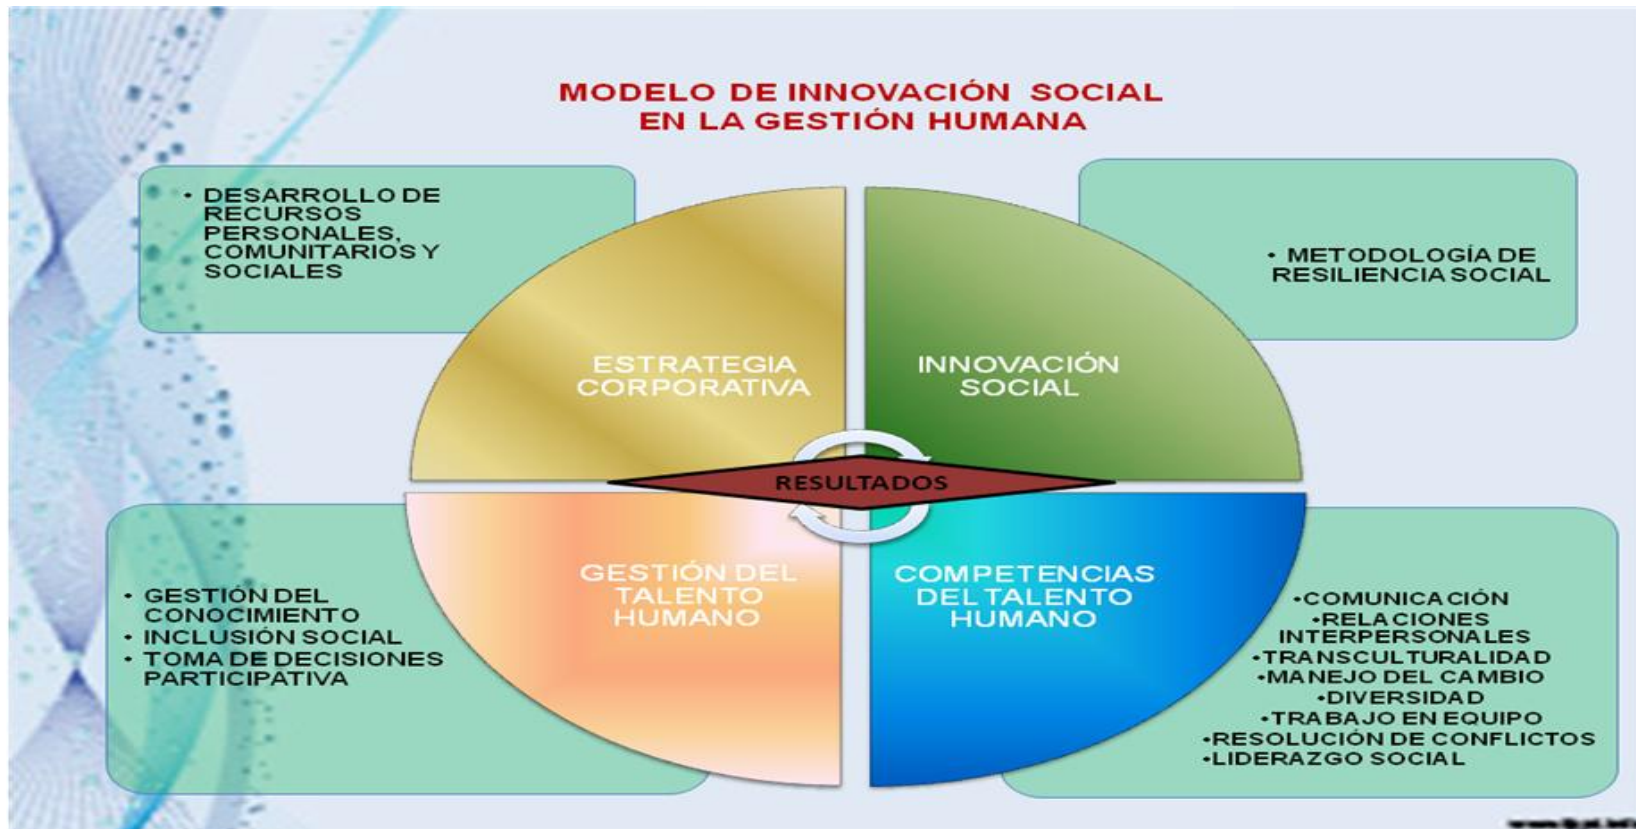 MODELO DE INNOVACIÓN SOCIAL
EN LA GESTIÓN HUMANA
• DESARROLLO DE
RECURSOS
PERSONALES,
COMUNITARIOS Y
SOCIALES
• METODOLOGÍA DE
RESILIENCIA SOCIAL
ESTRATEGIA
CORPORATIVA
INNOVACIÓN
SOCIAL
RESULTADOS
GESTIÓN DEL
TALENTO
HUMANO
COMPETENCIAS
DEL TALENTO
HUMANO
• GESTIÓN DEL
CONOCIMIENTO
• INCLUSIÓN SOCIAL
• TOMA DE DECISIONES
PARTICIPATIVA
•COMUNICACIÓN
•RELACIONES
INTERPERSONALES
•TRANSCULTURALIDAD
•MANEJO DEL CAMBIO
•DIVERSIDAD
•TRABAJO EN EQUIPO
•RESOLUCIÓN DE CONFLICTOS
•LIDERAZGO SOCIAL